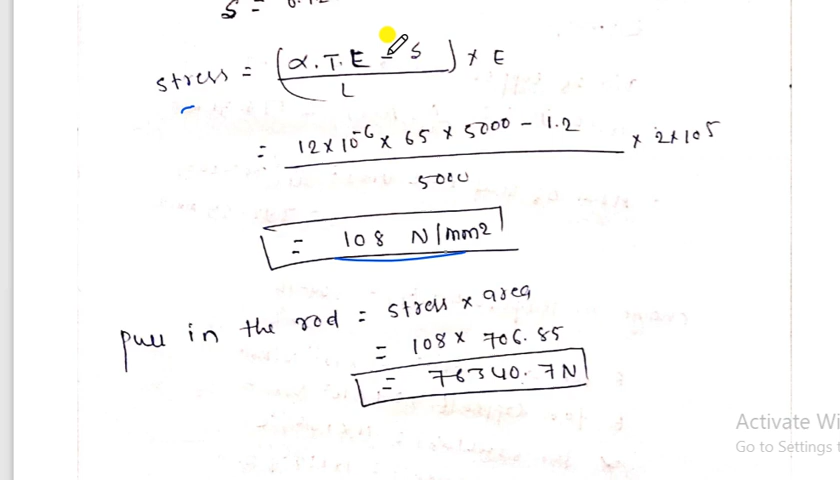 stress = (α.T.E - S / L) × E
= 12×10⁻⁶ × 65 × 5000 - 1.2 / 5000 × 2×10⁵
= 108 N/mm2
pull in the rod = stress × area
= 108 × 706.85
= 76340.7N
Activate Wi
Go to Settings t